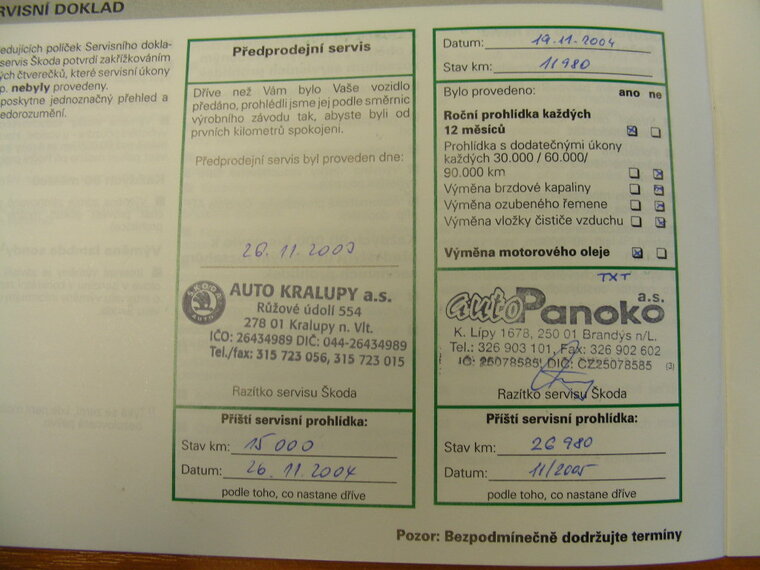 RVISNÍ DOKLAD
edujících políček Servisního dokla-
servis Škoda potvrdí zakřížkováním
ých čtverečků, které servisní úkony
p. nebyly provedeny.
poskytne jednoznačný přehled a
edorozumění.
Předprodejní servis
Dříve než Vám bylo Vaše vozidlo
předáno, prohlédli jsme jej podle směrnic
výrobního závodu tak, abyste byli od
prvních kilometrů spokojeni.
Předprodejní servis byl proveden dne:
26. 11. 2003
ŠKODA
AUTO
AUTO KRALUPY a.s.
Růžové údolí 554
278 01 Kralupy n. Vlt.
IČO: 26434989 DIČ: 044-26434989
Tel./fax: 315 723 056, 315 723 015
Razítko servisu Škoda
Příští servisní prohlídka:
Stav km: 15 000
Datum: 26. 11. 2004
podle toho, co nastane dříve
Datum: 19.11.2004
Stav km: 11980
Bylo provedeno: ano ne
Roční prohlídka každých
12 měsíců
Prohlídka s dodatečnými úkony
každých 30.000 / 60.000/
90.000 km
Výměna brzdové kapaliny
Výměna ozubeného řemene
Výměna vložky čističe vzduchu
Výměna motorového oleje
TXT
auto Panoko a.s.
K. Lípy 1678, 250 01 Brandýs n/L.
Tel.: 326 903 101, Fax: 326 902 602
IČ: 25078585, DIČ: CZ25078585
(3)
Razítko servisu Škoda
Příští servisní prohlídka:
Stav km: 26 980
Datum: 11/2005
podle toho, co nastane dříve
Pozor: Bezpodmínečně dodržujte termíny